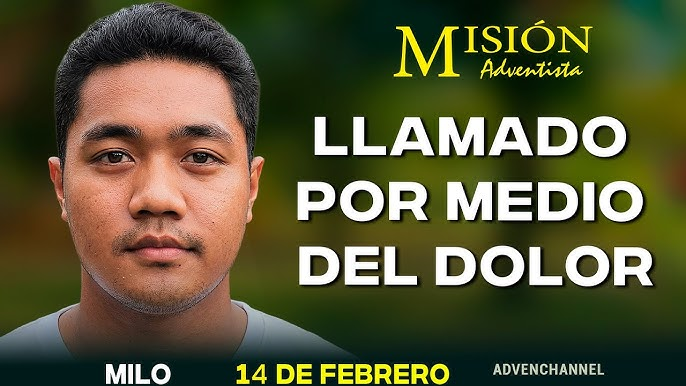 MISIÓN
Adventista
LLAMADO
POR MEDIO
DEL DOLOR
MILO
14 DE FEBRERO
ADVENCHANNEL